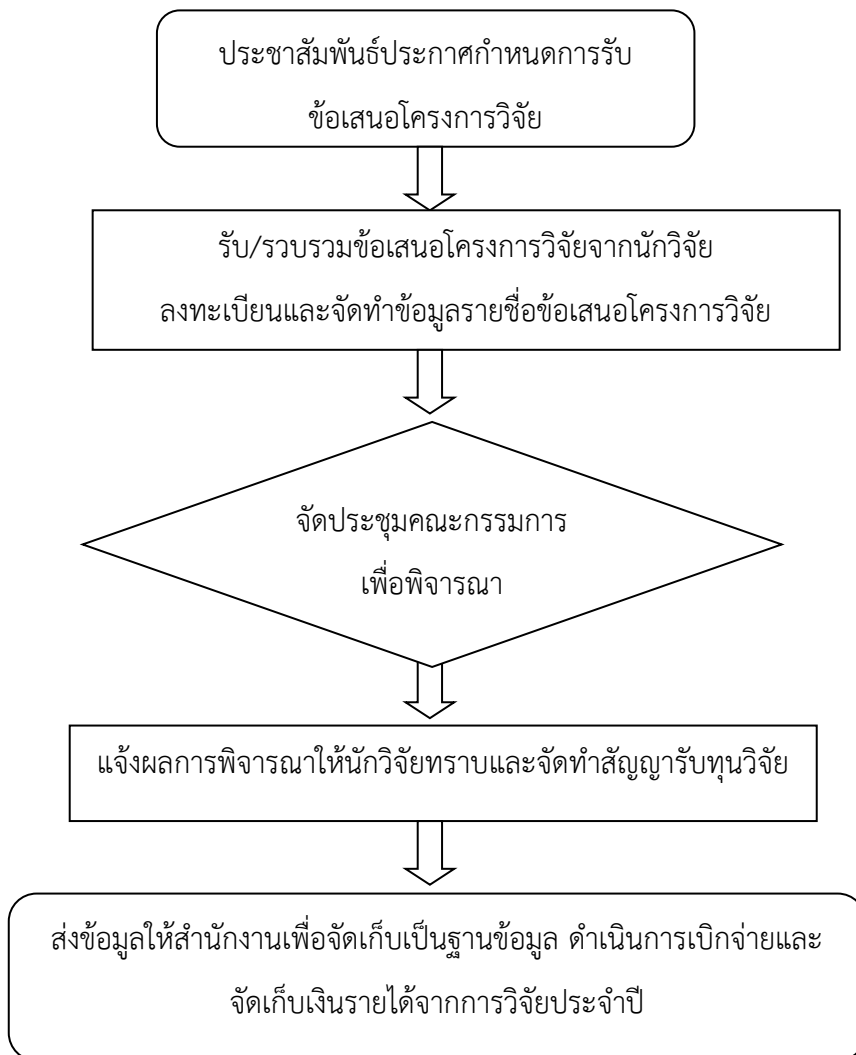 ประชาสัมพันธ์ประกาศกำหนดการรับ
ข้อเสนอโครงการวิจัย
รับ/รวบรวมข้อเสนอโครงการวิจัยจากนักวิจัย
ลงทะเบียนและจัดทำข้อมูลรายชื่อข้อเสนอโครงการวิจัย
จัดประชุมคณะกรรมการ
เพื่อพิจารณา
แจ้งผลการพิจารณาให้นักวิจัยทราบและจัดทำสัญญารับทุนวิจัย
ส่งข้อมูลให้สำนักงานเพื่อจัดเก็บเป็นฐานข้อมูล ดำเนินการเบิกจ่ายและ
จัดเก็บเงินรายได้จากการวิจัยประจำปี